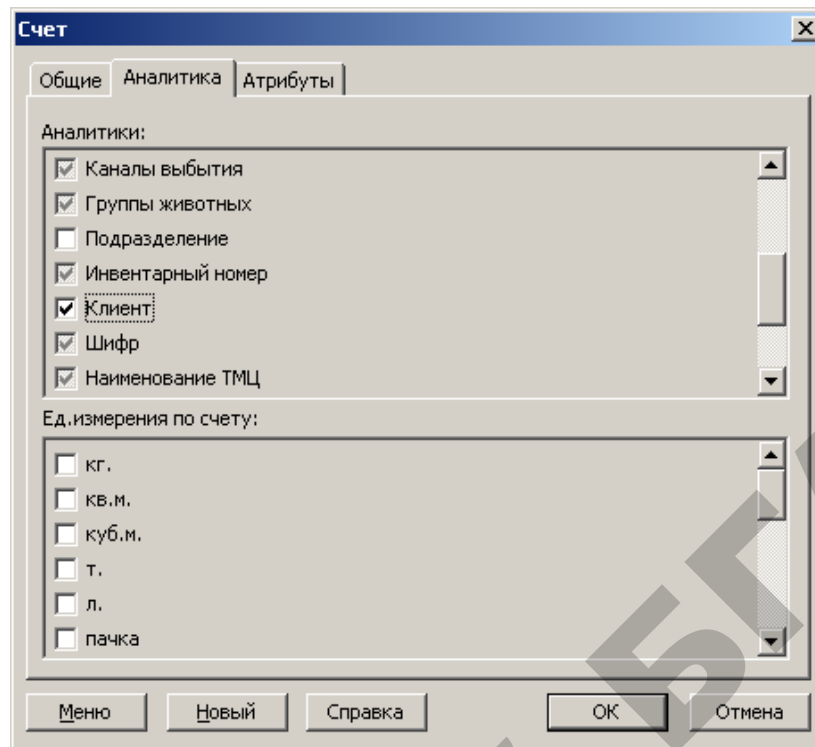 Счет
Общие Аналитика Атрибуты
Аналитики:
Каналы выбытия
Группы животных
Подразделение
Инвентарный номер
Клиент
Шифр
Наименование ТМЦ
Ед.измерения по счету:
кг.
кв.м.
куб.м.
т.
л.
пачка
Меню Новый Справка ОК Отмена
БГ